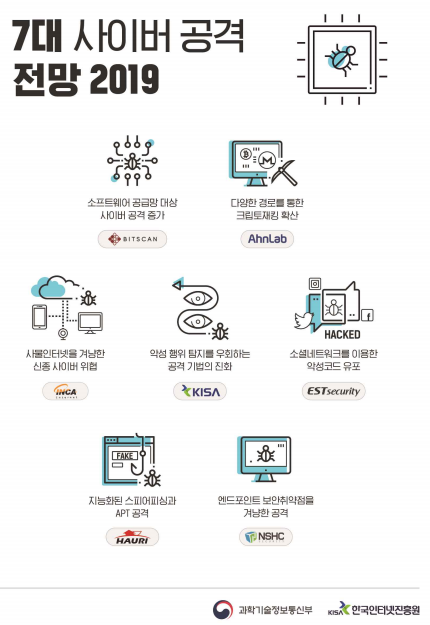 7대 사이버 공격
전망 2019
소프트웨어 공급망 대상
사이버 공격 증가
BITSCAN
다양한 경로를 통한
크립토재킹 확산
AhnLab
사물인터넷을 겨냥한
신종 사이버 위협
INCA
악성 행위 탐지를 우회하는
공격 기법의 진화
KISA
HACKED
소셜네트워크를 이용한
악성코드 유포
ESTsecurity
FAKE
지능화된 스피어피싱과
APT 공격
HAURI
엔드포인트 보안취약점을
겨냥한 공격
NSHC
과학기술정보통신부
KISA 한국인터넷진흥원